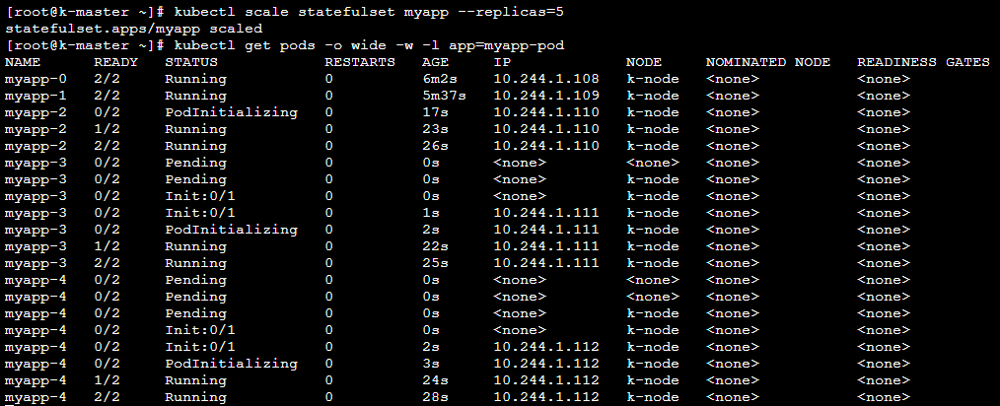 [root@k-master ~]# kubectl scale statefulset myapp --replicas=5
statefulset.apps/myapp scaled
[root@k-master ~]# kubectl get pods -o wide -w -l app=myapp-pod
NAME READY STATUS RESTARTS AGE IP NODE NOMINATED NODE READINESS GATES
myapp-0 2/2 Running 0 6m2s 10.244.1.108 k-node <none> <none>
myapp-1 2/2 Running 0 5m37s 10.244.1.109 k-node <none> <none>
myapp-2 0/2 PodInitializing 0 17s 10.244.1.110 k-node <none> <none>
myapp-2 1/2 Running 0 23s 10.244.1.110 k-node <none> <none>
myapp-2 2/2 Running 0 26s 10.244.1.110 k-node <none> <none>
myapp-3 0/2 Pending 0 0s <none> <none> <none> <none>
myapp-3 0/2 Pending 0 0s <none> k-node <none> <none>
myapp-3 0/2 Init:0/1 0 0s <none> k-node <none> <none>
myapp-3 0/2 Init:0/1 0 1s 10.244.1.111 k-node <none> <none>
myapp-3 0/2 PodInitializing 0 2s 10.244.1.111 k-node <none> <none>
myapp-3 1/2 Running 0 22s 10.244.1.111 k-node <none> <none>
myapp-3 2/2 Running 0 25s 10.244.1.111 k-node <none> <none>
myapp-4 0/2 Pending 0 0s <none> <none> <none> <none>
myapp-4 0/2 Pending 0 0s <none> <none> <none> <none>
myapp-4 0/2 Pending 0 0s <none> k-node <none> <none>
myapp-4 0/2 Init:0/1 0 0s <none> k-node <none> <none>
myapp-4 0/2 Init:0/1 0 2s 10.244.1.112 k-node <none> <none>
myapp-4 0/2 PodInitializing 0 3s 10.244.1.112 k-node <none> <none>
myapp-4 1/2 Running 0 24s 10.244.1.112 k-node <none> <none>
myapp-4 2/2 Running 0 28s 10.244.1.112 k-node <none> <none>